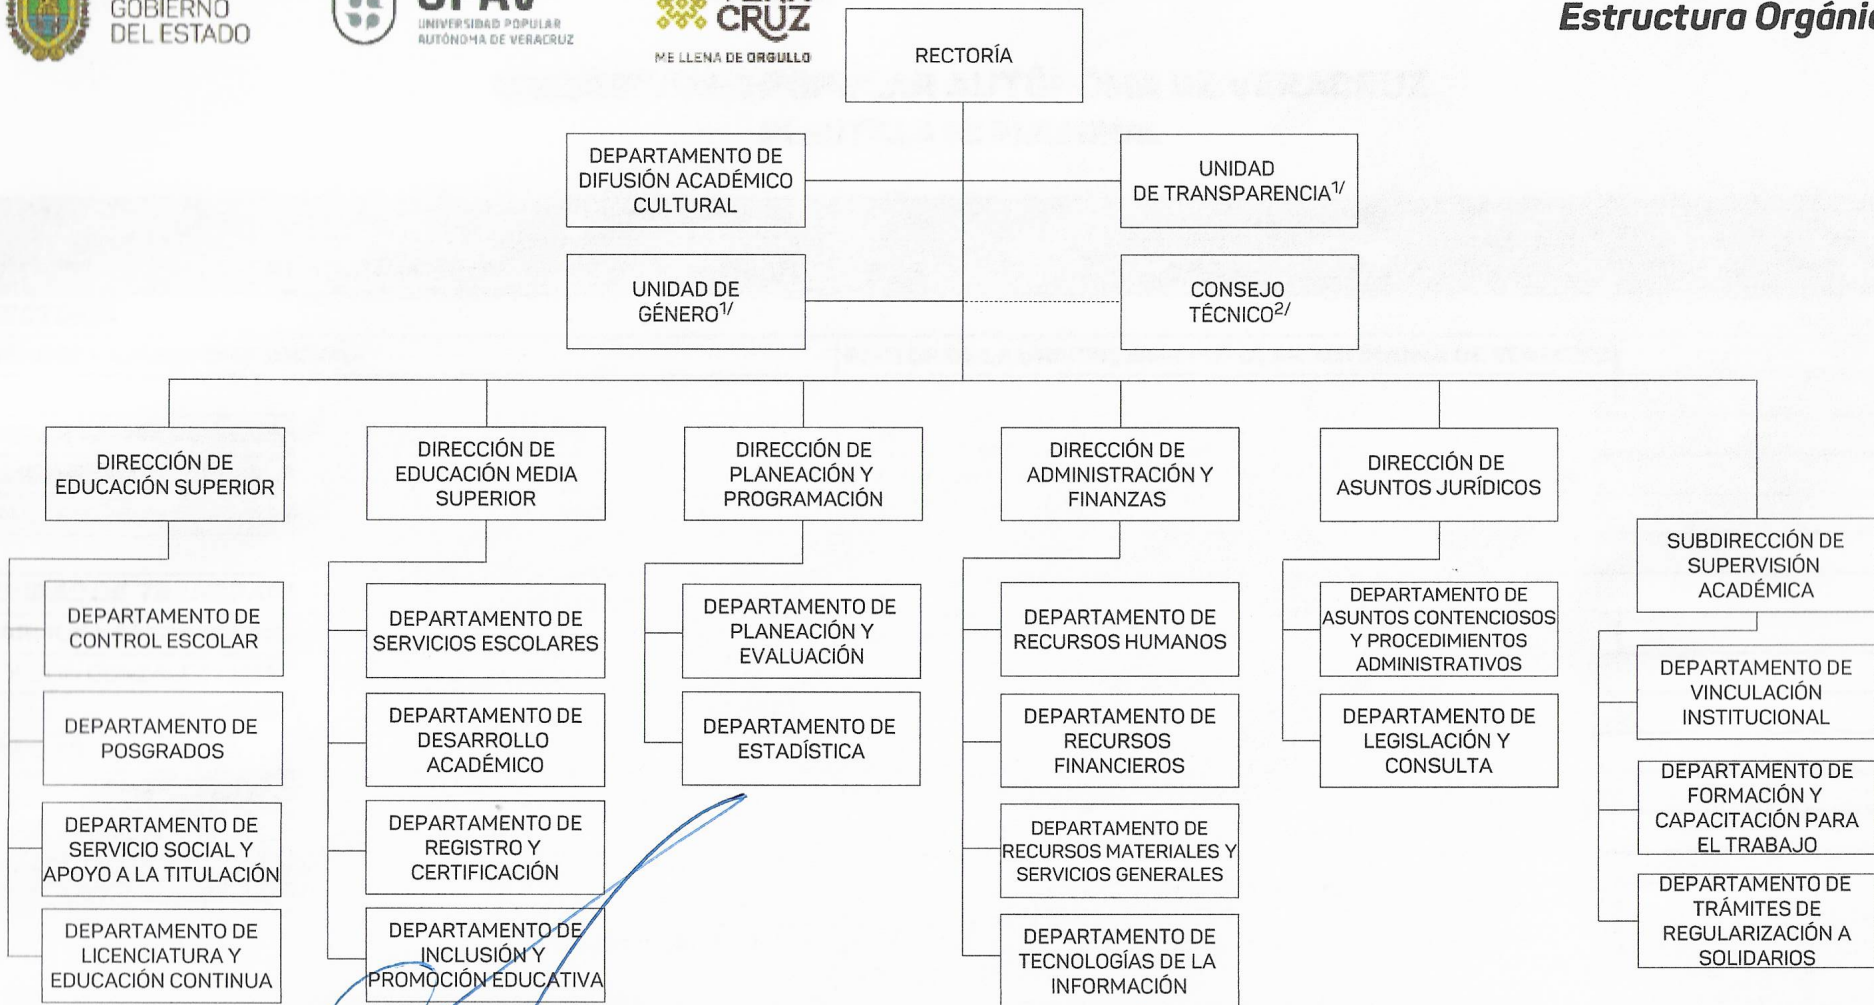 GOBIERNO
DEL ESTADO
UNIVERSIDAD POPULAR
AUTÓNOMA DE VERACRUZ
CRUZ
ME LLENA DE ORGULLO
RECTORÍA
DEPARTAMENTO DE
DIFUSIÓN ACADÉMICO
CULTURAL
UNIDAD
DE TRANSPARENCIA1/
UNIDAD DE
GÉNERO1/
CONSEJO
TÉCNICO2/
DIRECCIÓN DE
EDUCACIÓN SUPERIOR
DEPARTAMENTO DE
CONTROL ESCOLAR
DEPARTAMENTO DE
POSGRADOS
DEPARTAMENTO DE
SERVICIO SOCIAL Y
APOYO A LA TITULACIÓN
DEPARTAMENTO DE
LICENCIATURA Y
EDUCACIÓN CONTINUA
DIRECCIÓN DE
EDUCACIÓN MEDIA
SUPERIOR
DEPARTAMENTO DE
SERVICIOS ESCOLARES
DEPARTAMENTO DE
DESARROLLO
ACADÉMICO
DEPARTAMENTO DE
REGISTRO Y
CERTIFICACIÓN
DEPARTAMENTO DE
INCLUSIÓN Y
PROMOCIÓN EDUCATIVA
DIRECCIÓN DE
PLANEACIÓN Y
PROGRAMACIÓN
DEPARTAMENTO DE
PLANEACIÓN Y
EVALUACIÓN
DEPARTAMENTO DE
ESTADÍSTICA
DIRECCIÓN DE
ADMINISTRACIÓN Y
FINANZAS
DEPARTAMENTO DE
RECURSOS HUMANOS
DEPARTAMENTO DE
RECURSOS
FINANCIEROS
DEPARTAMENTO DE
RECURSOS MATERIALES Y
SERVICIOS GENERALES
DEPARTAMENTO DE
TECNOLOGÍAS DE LA
INFORMACIÓN
DIRECCIÓN DE
ASUNTOS JURÍDICOS
DEPARTAMENTO DE
ASUNTOS CONTENCIOSOS
Y PROCEDIMIENTOS
ADMINISTRATIVOS
DEPARTAMENTO DE
LEGISLACIÓN Y
CONSULTA
SUBDIRECCIÓN DE
SUPERVISIÓN
ACADÉMICA
DEPARTAMENTO DE
VINCULACIÓN
INSTITUCIONAL
DEPARTAMENTO DE
FORMACIÓN Y
CAPACITACIÓN PARA
EL TRABAJO
DEPARTAMENTO DE
TRÁMITES DE
REGULARIZACIÓN A
SOLIDARIOS
Estructura Orgáni